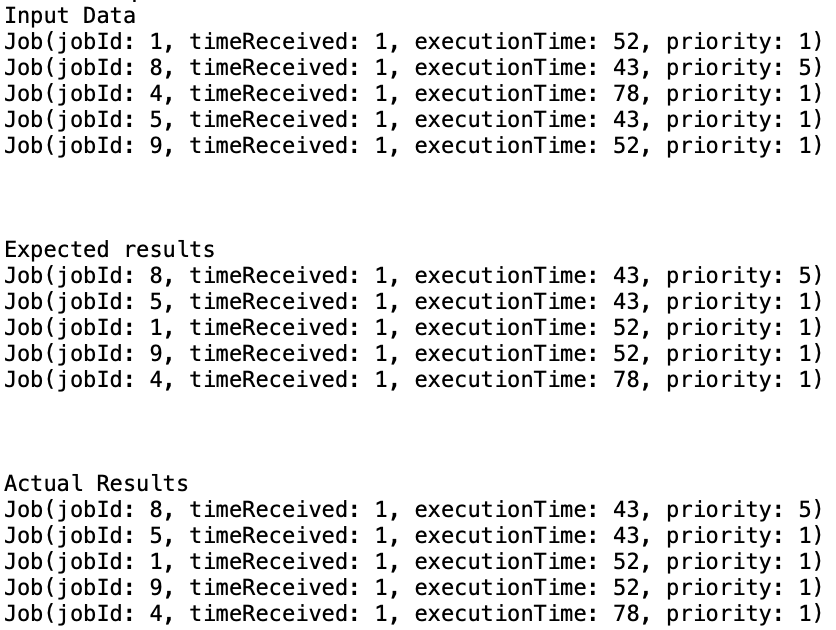 Input Data
Job(jobId: 1, timeReceived: 1, executionTime: 52, priority: 1)
Job(jobId: 8, timeReceived: 1, executionTime: 43, priority: 5)
Job(jobId: 4, timeReceived: 1, executionTime: 78, priority: 1)
Job(jobId: 5, timeReceived: 1, executionTime: 43, priority: 1)
Job(jobId: 9, timeReceived: 1, executionTime: 52, priority: 1)
Expected results
Job(jobId: 8, timeReceived: 1, executionTime: 43, priority: 5)
Job(jobId: 5, timeReceived: 1, executionTime: 43, priority: 1)
Job(jobId: 1, timeReceived: 1, executionTime: 52, priority: 1)
Job(jobId: 9, timeReceived: 1, executionTime: 52, priority: 1)
Job(jobId: 4, timeReceived: 1, executionTime: 78, priority: 1)
Actual Results
Job(jobId: 8, timeReceived: 1, executionTime: 43, priority: 5)
Job(jobId: 5, timeReceived: 1, executionTime: 43, priority: 1)
Job(jobId: 1, timeReceived: 1, executionTime: 52, priority: 1)
Job(jobId: 9, timeReceived: 1, executionTime: 52, priority: 1)
Job(jobId: 4, timeReceived: 1, executionTime: 78, priority: 1)